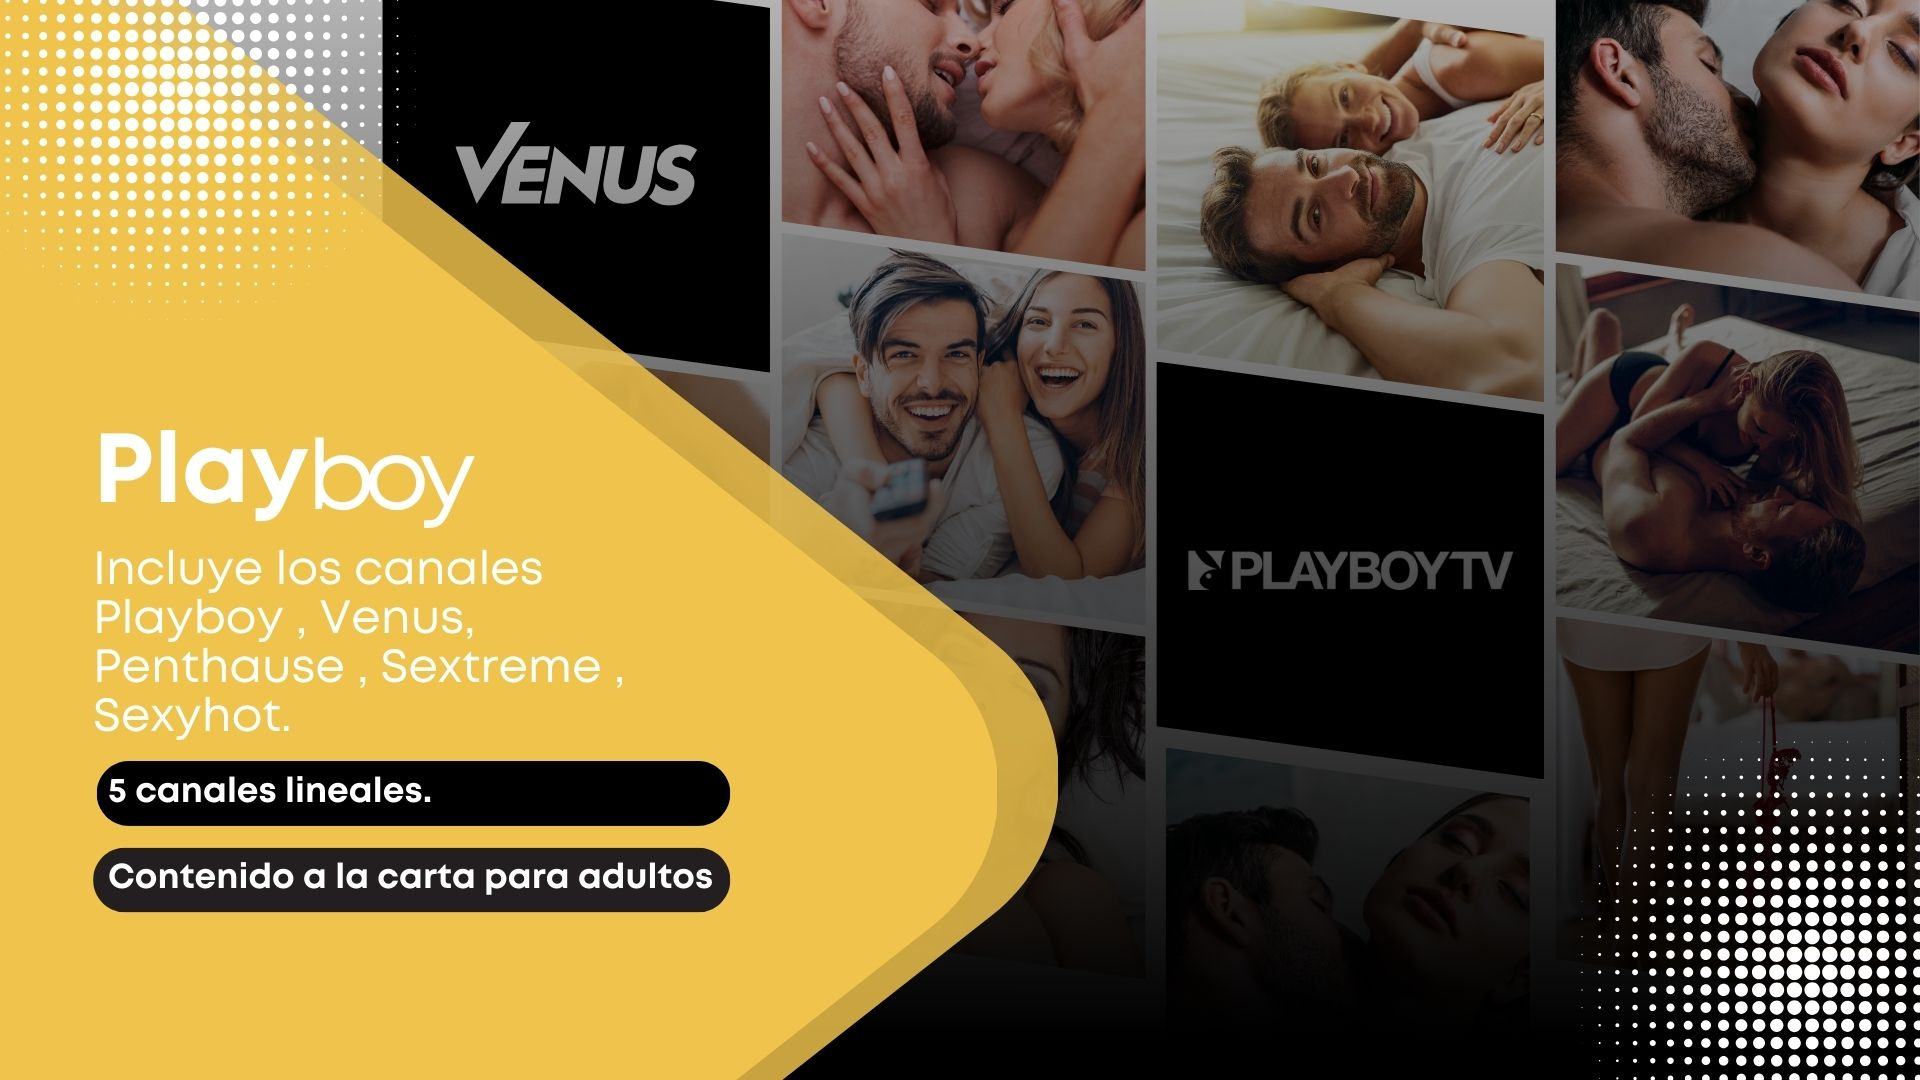 VENUS
Playboy
Incluye los canales
Playboy , Venus,
Penthause , Sextreme ,
Sexyhot.
PLAYBOY TV
5 canales lineales.
Contenido a la carta para adultos